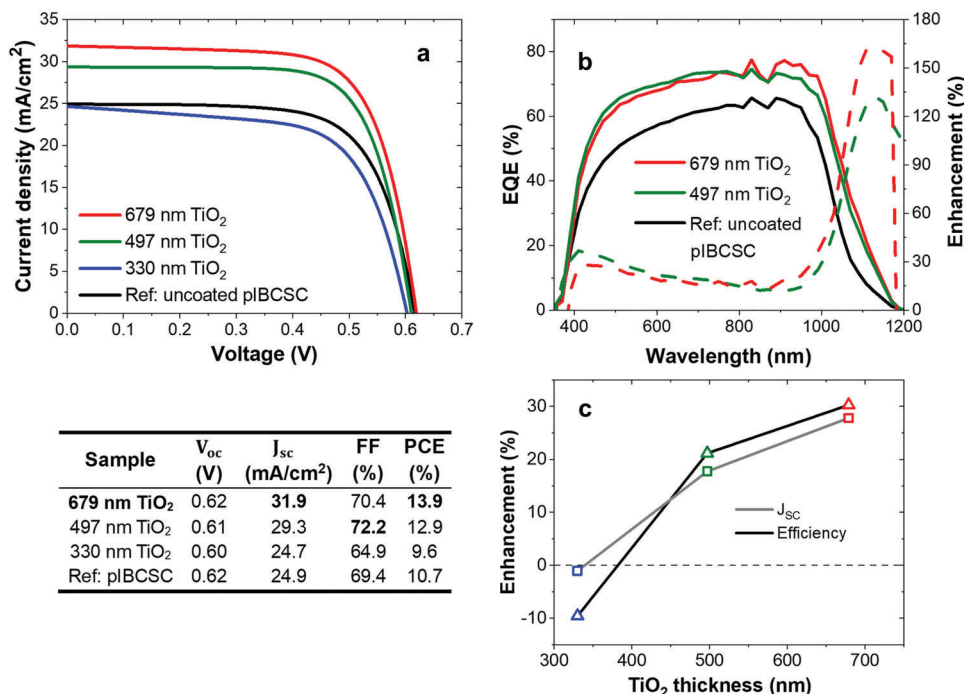 a
Current density (mA/cm²)
35
30
25
20
15
10
5
0
679 nm TiO₂
497 nm TiO₂
330 nm TiO₂
Ref: uncoated pIBCSC
0.0 0.1 0.2 0.3 0.4 0.5 0.6 0.7
Voltage (V)
b
EQE (%)
80
60
40
20
0
679 nm TiO₂
497 nm TiO₂
Ref: uncoated
pIBCSC
180
150
120
90
60
30
0
Enhancement (%)
400 600 800 1000 1200
Wavelength (nm)
Sample V_oc (V) J_sc (mA/cm²) FF (%) PCE (%)
679 nm TiO₂ 0.62 31.9 70.4 13.9
497 nm TiO₂ 0.61 29.3 72.2 12.9
330 nm TiO₂ 0.60 24.7 64.9 9.6
Ref: pIBCSC 0.62 24.9 69.4 10.7
c
Enhancement (%)
30
20
10
0
-10
J_SC
Efficiency
300 400 500 600 700
TiO₂ thickness (nm)